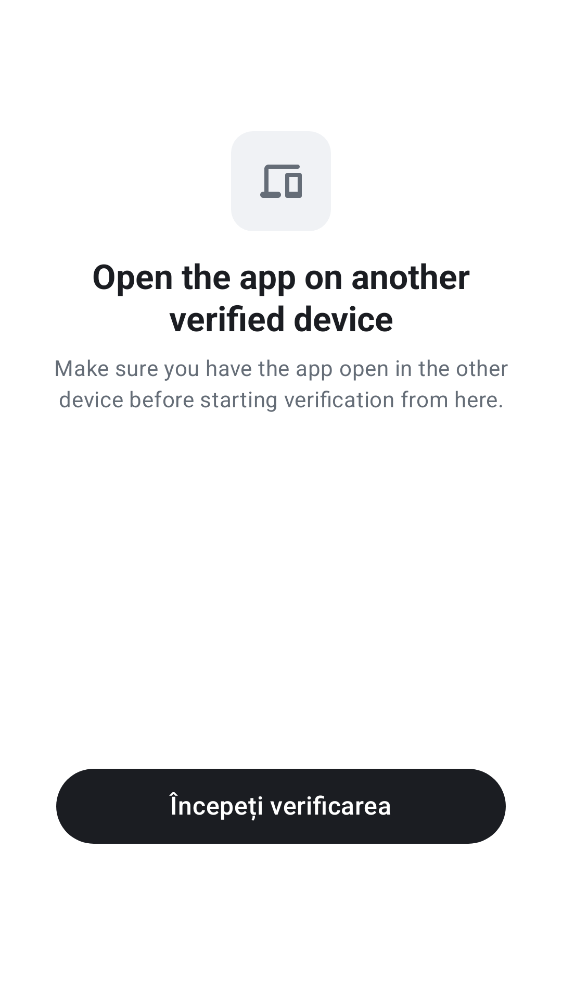 Open the app on another
verified device
Make sure you have the app open in the other
device before starting verification from here.
Începeți verificarea